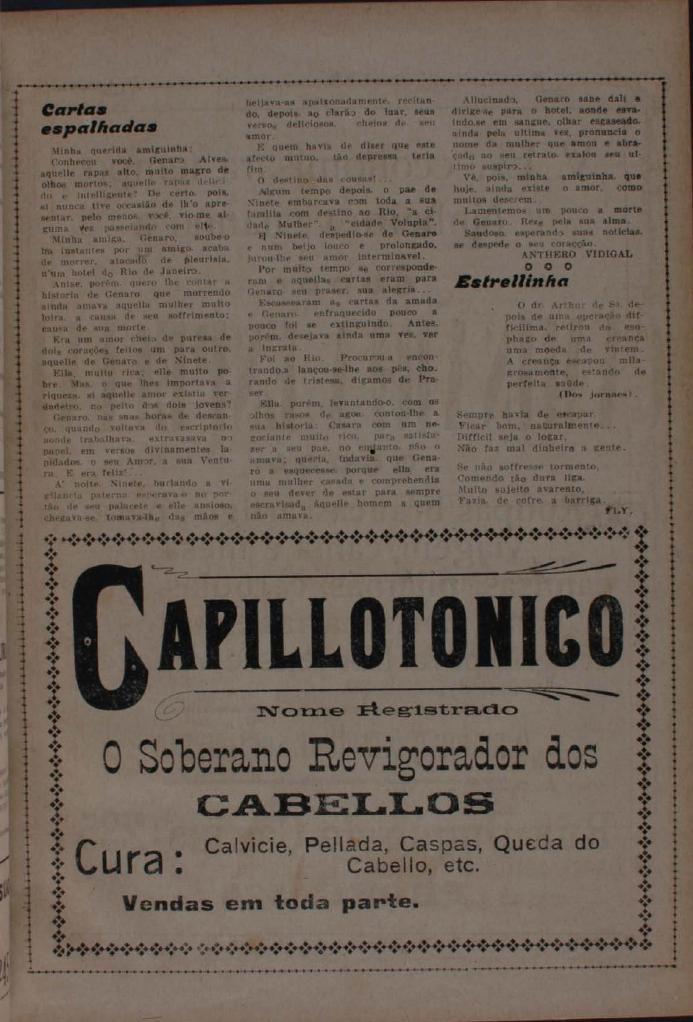 Cartas
espalhadas
Minha querida amiguinha:
Conheceu você, Genaro Alves,
aquelle rapaz alto, muito magro de
olhos mortos; aquelle rapaz delica-
do e intelligente? De certo, pois,
si nunca tive occasião de lh'o apre-
sentar, pelo menos, você, vio-me al-
guma vez passeiando com elle.
Minha amiga, Genaro, soube-o
ha instantes por um amigo, acaba
de morrer, atacado de pleurisia,
n'um hotel do Rio de Janeiro.
Antse, porém, quero lhe contar a
historia de Genaro que morrendo
ainda amava aquella mulher muito
loira, a causa de seu soffrimento;
causa de sua morte.
Era um amor cheio de puresa de
dois corações feitos um para outro,
aquelle de Genaro e de Ninete.
Ella, muito rica; elle muito po-
bre. Mas, o que lhes importava a
riqueza, si aquelle amor existia ver-
dadeiro, no peito dos dois jovens?
Genaro, nas suas horas de descan-
ço, quando voltava do escriptorio
aonde trabalhava, extravasava no
papel, em versos divinamente la-
pidados, o seu Amor, a sua Ventu-
ra. E era feliz!...
A' noite, Ninete, burlando a vi-
gilancia paterna, esperava-o no por-
tão de seu palacete e elle ansioso,
chegava-se, tomava-lhe das mãos e
beijava-as apaixonadamente, recitan-
do, depois, ao clarão do luar, seus
versos deliciosos, cheios de seu
amor.
E quem havia de dizer que este
affecto mutuo, tão depressa teria
fim.
O destino das cousas!...
Algum tempo depois, o pae de
Ninete embarcava com toda a sua
familia com destino ao Rio, "a ci-
dade Mulher", a "cidade Volupia".
E Ninete, despedio-se de Genaro
e num beijo louco e prolongado,
jurou-lhe seu amor interminavel.
Por muito tempo se corresponde-
ram e aquellas cartas eram para
Genaro seu praser, sua alegria...
Escassearam as cartas da amada
e Genaro, enfraquecido pouco a
pouco foi se extinguindo. Antes,
porém, desejava ainda uma vez, ver
a ingrata.
Foi ao Rio. Procurou-a encon-
trando-a lançou-se-lhe aos pés, cho-
rando de tristesa, digamos de Pra-
ser.
Ella, porém, levantando-o, com os
olhos rasos de agoa, contou-lhe a
sua historia: Casara com um ne-
gociante muito rico, para satisfa-
zer a seu pae, no emtanto, não o
amava; queria, todavia, que Gena-
ro a esquecesse, porque ella, era
uma mulher casada e comprehendia
o seu dever de estar para sempre
escravisada áquelle homem a quem
não amava.
Allucinado, Genaro sahe dali e
dirige-se para o hotel, aonde esva-
indo-se em sangue, olhar esgaseado,
ainda pela ultima vez, pronuncia o
nome da mulher que amou e abra-
çado ao seu retrato, exalou seu ul-
timo suspiro...
Vê, pois, minha amiguinha, que
hoje, ainda existe o amor, como
muitos descrem.
Lamentemos um pouco a morte
de Genaro. Reze pela sua alma.
Saudoso, esperando suas noticias,
se despede o seu coracção.
ANTHERO VIDIGAL
o o o
Estrellinha
O dr. Arthur de Sá, de-
pois de uma operação dif-
ficilima, retirou do eso-
phago de uma creança
uma moeda de vintem.
A creança escapou mila-
grosamente, estando de
perfeita saúde.
(Dos jornaes).
Sempre havia de escapar,
Ficar bom, naturalmente...
Difficil seja o logar,
Não faz mal dinheiro a gente.
Se não soffresse tormento,
Comendo tão dura liga,
Muito sujeito avarento,
Fazia, de cofre, a barriga.
FLY.
CAPILLOTONICO
Nome Registrado
O Soberano Revigorador dos
CABELLOS
Cura: Calvicie, Pellada, Caspas, Queda do
Cabello, etc.
Vendas em toda parte.